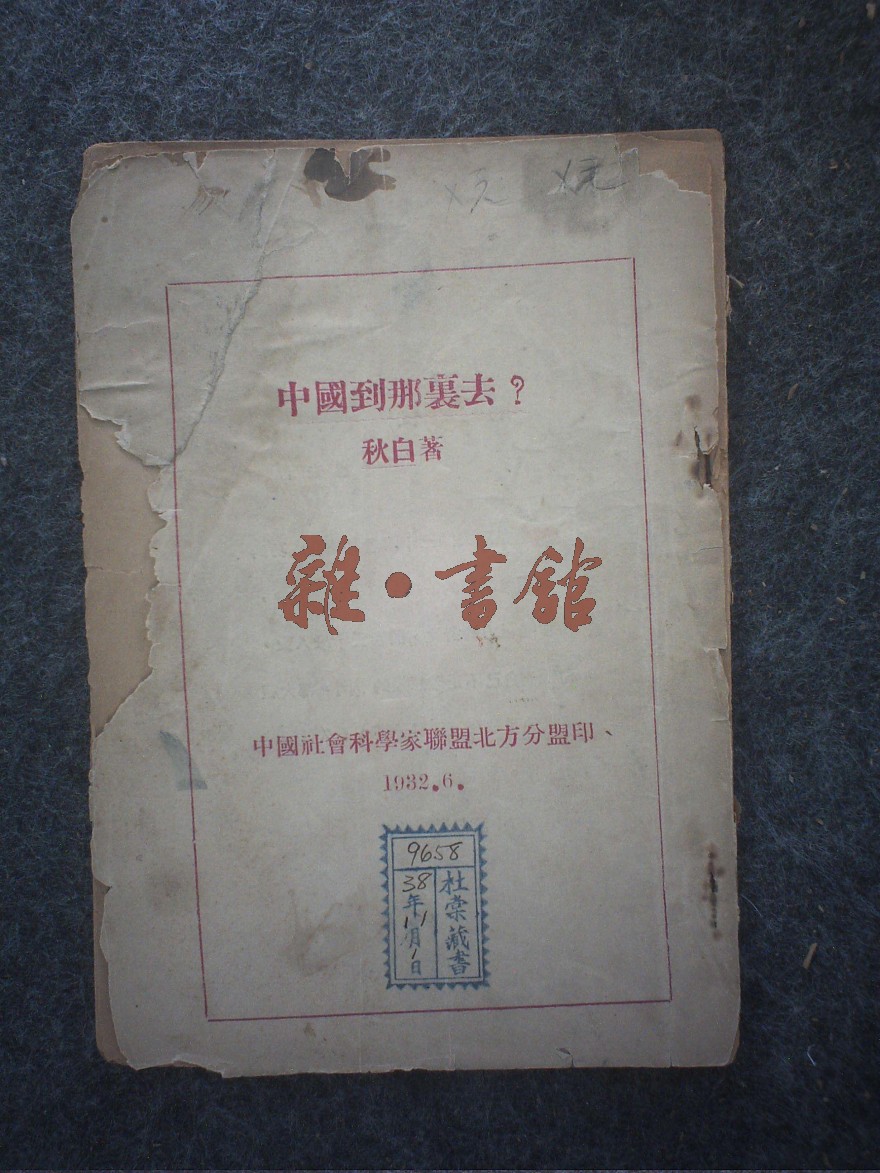 中國到那裏去？
秋白著
雜·書館
中國社會科學家聯盟北方分盟印、
1932.6.
9658
杜棠藏書
38年11月1日